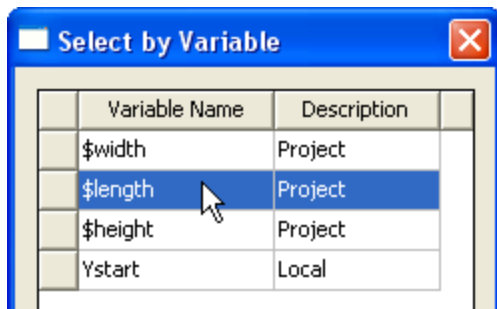 Select by Variable
Variable Name Description
$width Project
$length Project
$height Project
Ystart Local